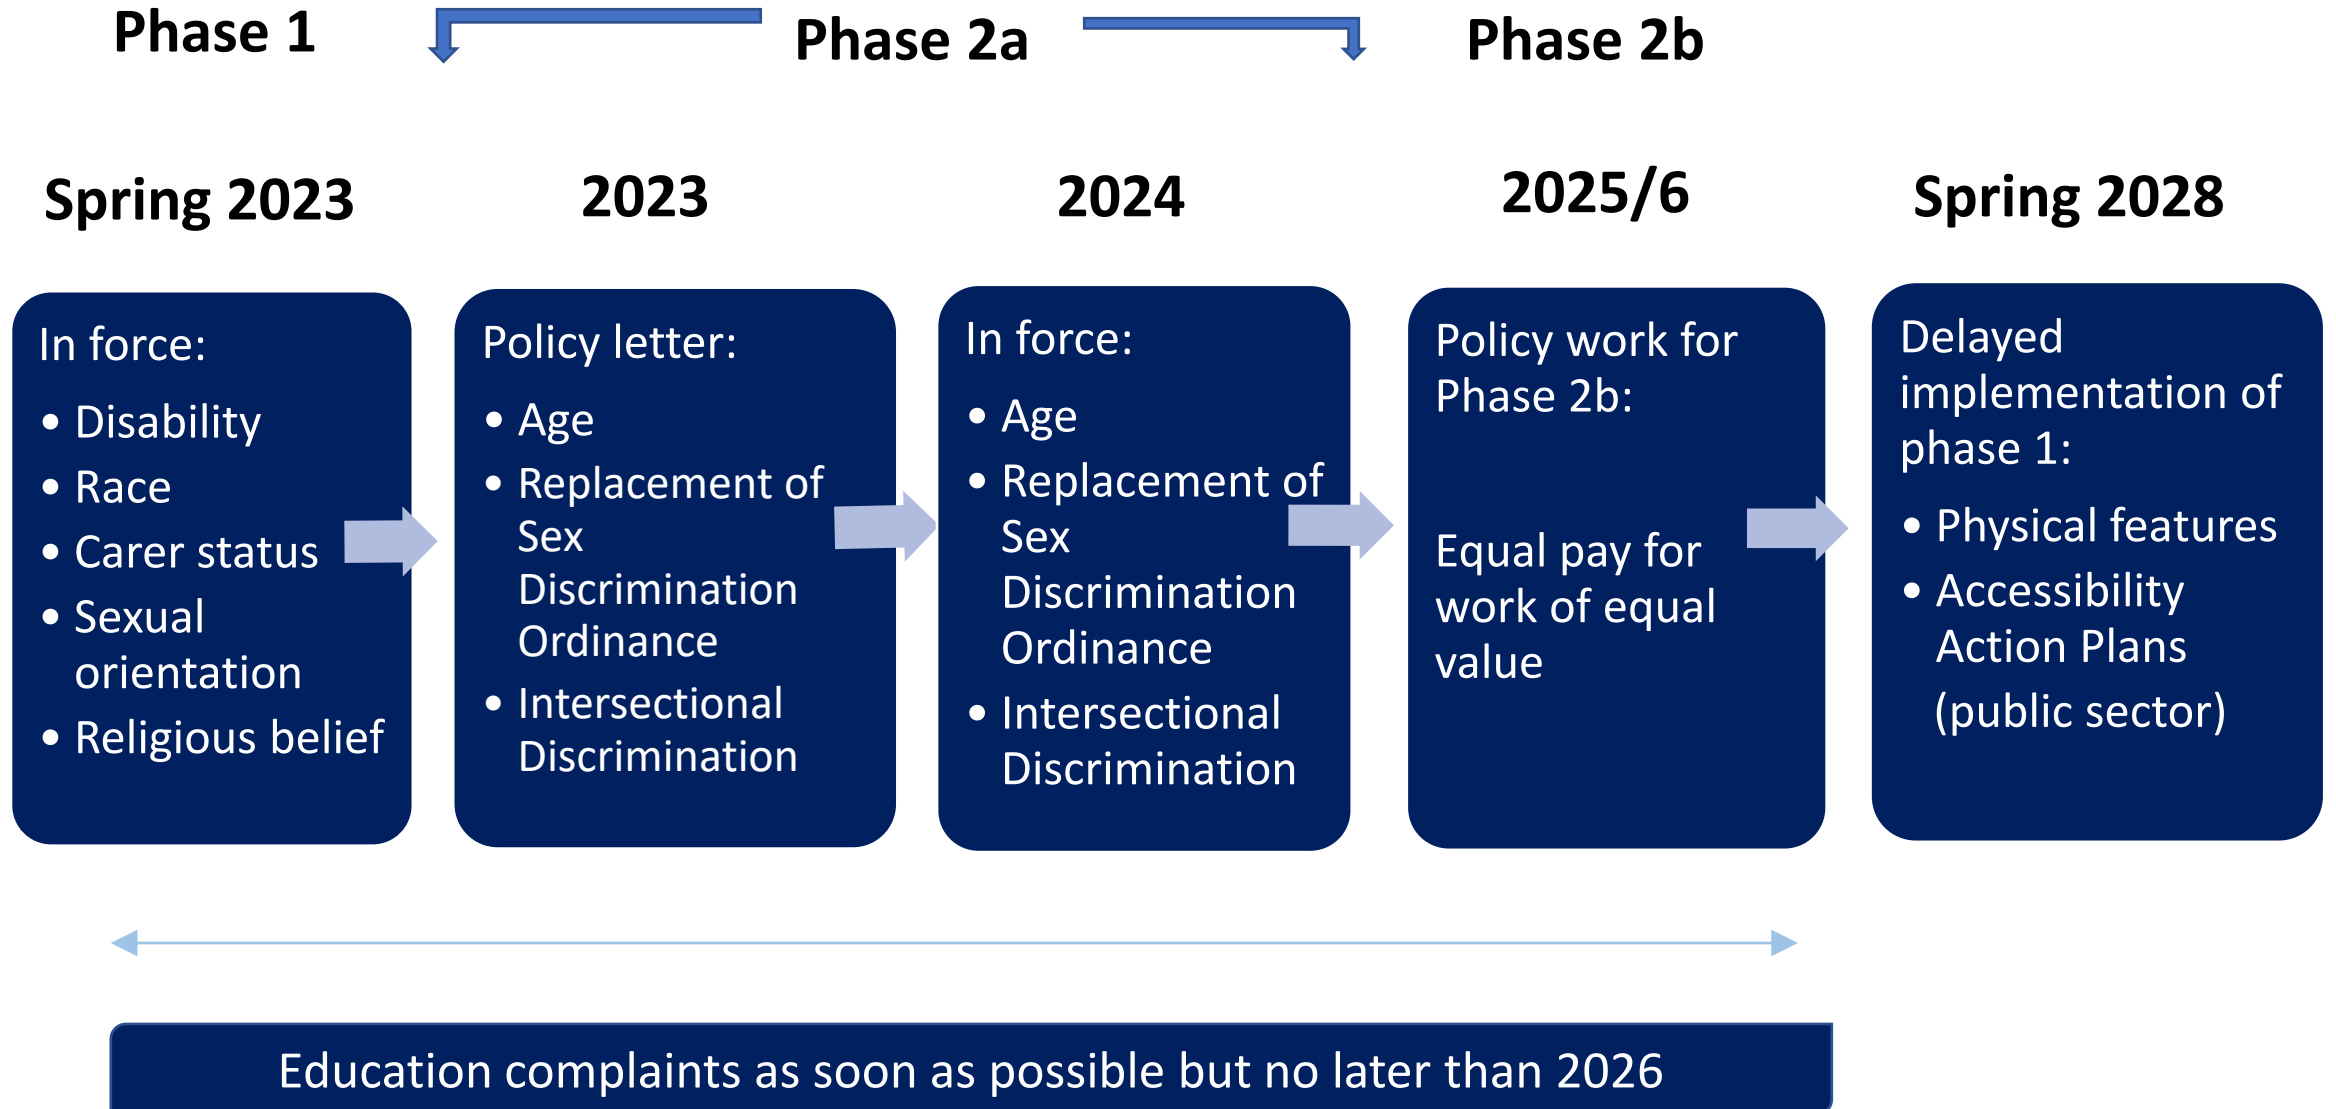 Phase 1
Phase 2a
Phase 2b
Spring 2023
2023
2024
2025/6
Spring 2028
In force:
• Disability
• Race
• Carer status
• Sexual
orientation
• Religious belief
Policy letter:
• Age
• Replacement of
Sex
Discrimination
Ordinance
• Intersectional
Discrimination
In force:
• Age
• Replacement of
Sex
Discrimination
Ordinance
• Intersectional
Discrimination
Policy work for
Phase 2b:
Equal pay for
work of equal
value
Delayed
implementation of
phase 1:
• Physical features
• Accessibility
Action Plans
(public sector)
Education complaints as soon as possible but no later than 2026